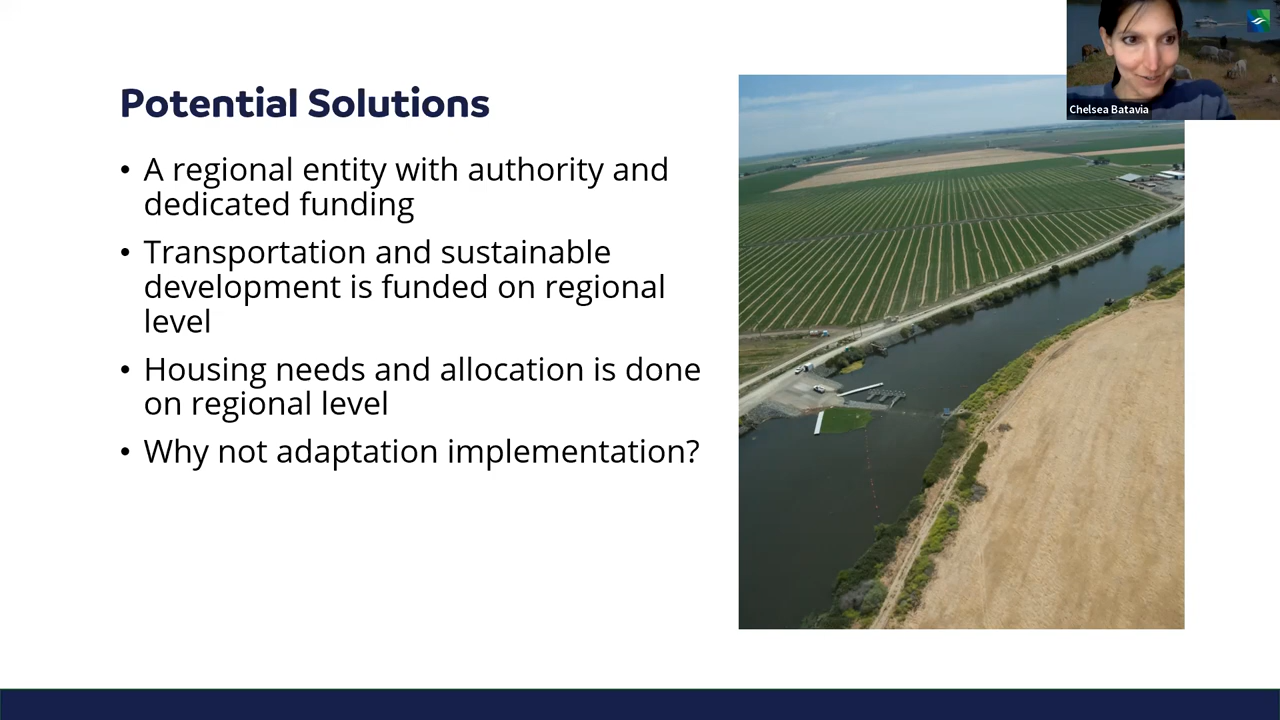 Potential Solutions
• A regional entity with authority and
dedicated funding
• Transportation and sustainable
development is funded on regional
level
• Housing needs and allocation is done
on regional level
• Why not adaptation implementation?
Chelsea Batavia